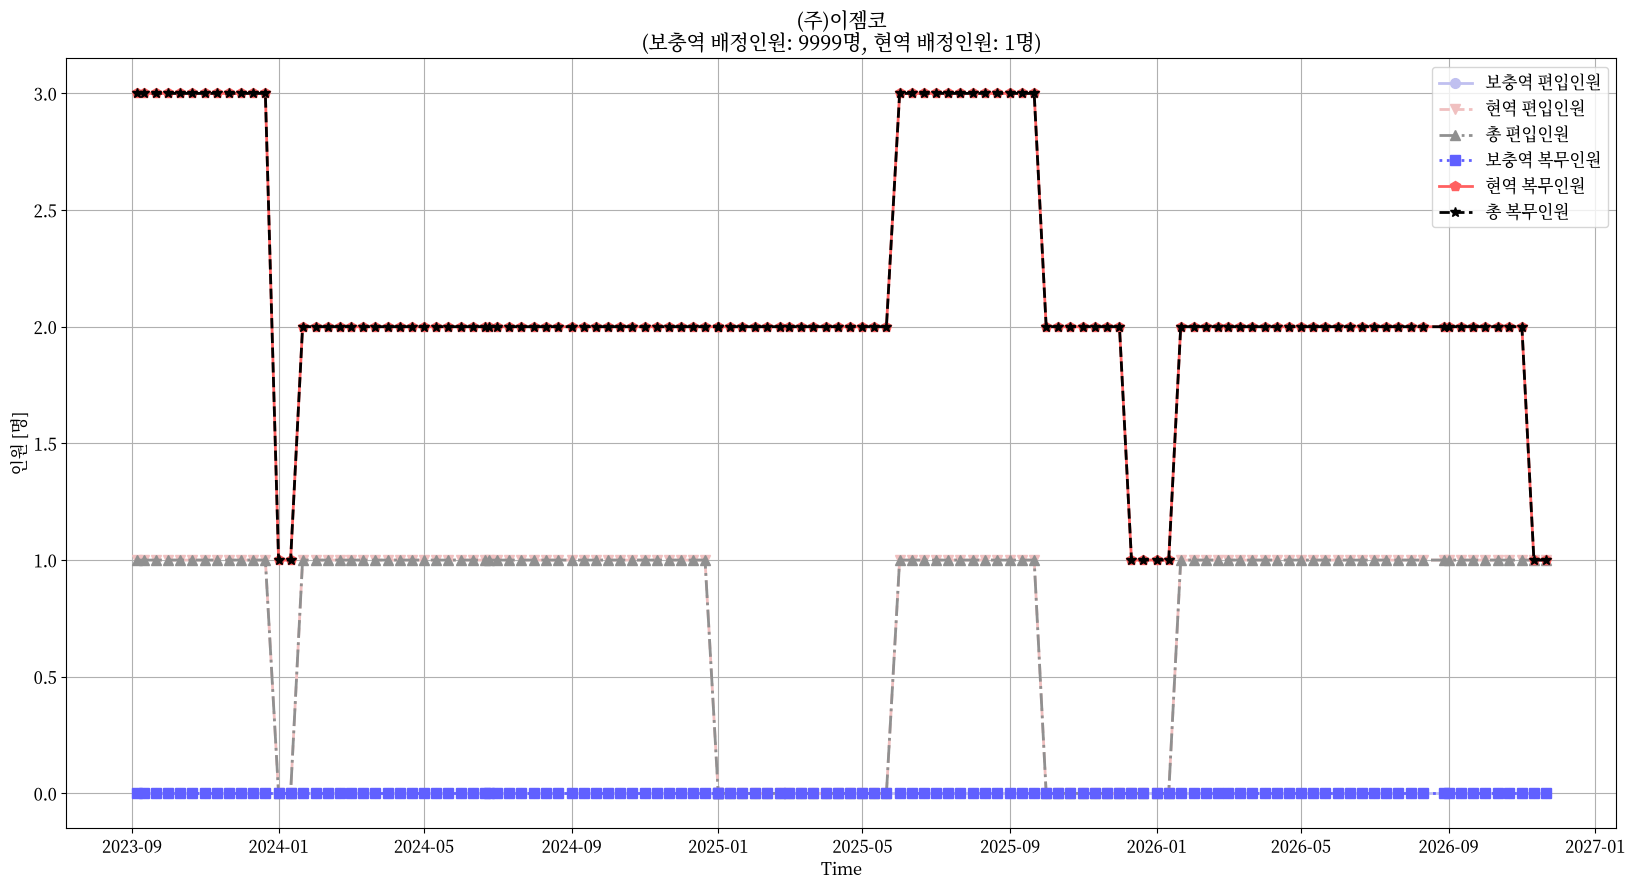 (주)이젬코
(보충역 배정인원: 9999명, 현역 배정인원: 1명)
보충역 편입인원
현역 편입인원
총 편입인원
보충역 복무인원
현역 복무인원
총 복무인원
인원 [명]
3.0
2.5
2.0
1.5
1.0
0.5
0.0
2023-09
2024-01
2024-05
2024-09
2025-01
2025-05
2025-09
2026-01
2026-05
2026-09
2027-01
Time